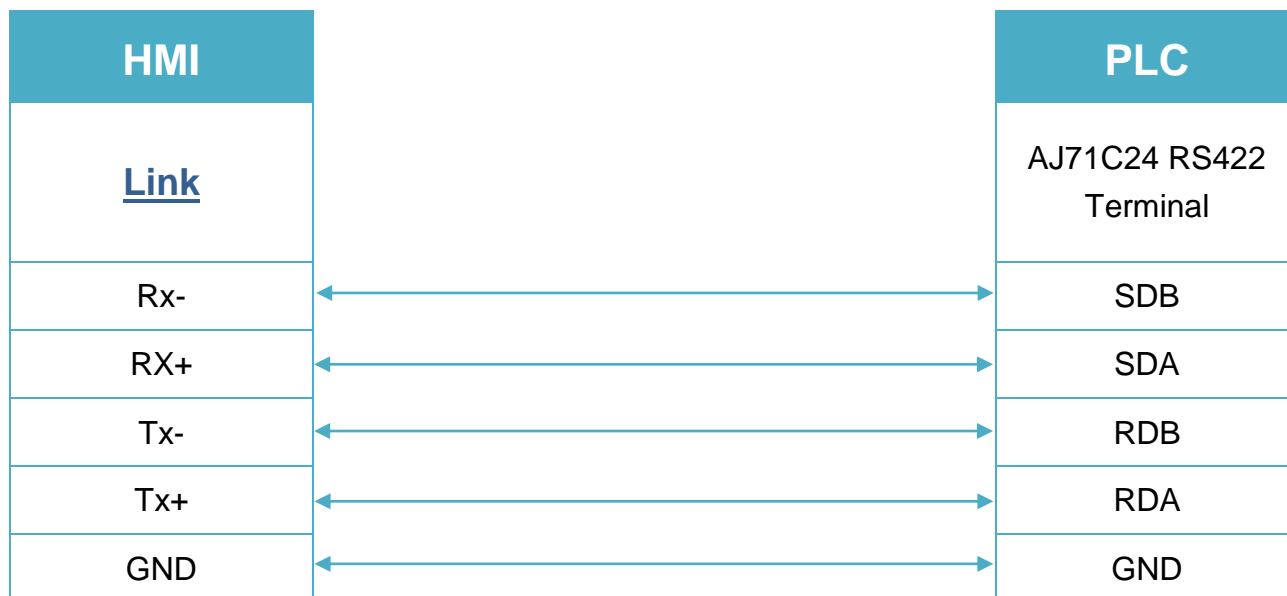 HMI PLC
Link AJ71C24 RS422
Terminal
Rx- SDB
RX+ SDA
Tx- RDB
Tx+ RDA
GND GND